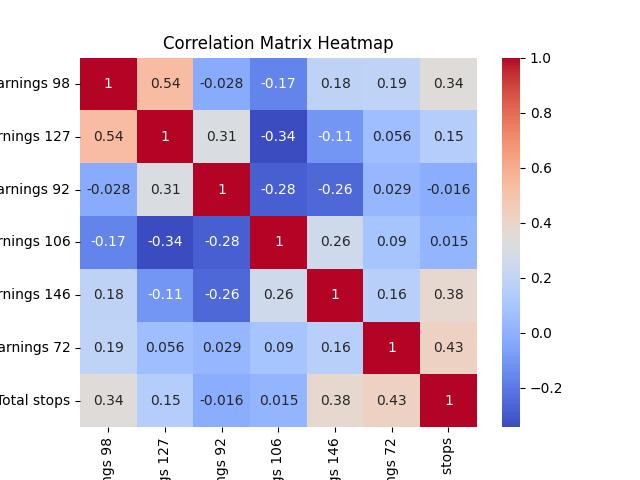 Correlation Matrix Heatmap
arnings 98 1 0.54 -0.028 -0.17 0.18 0.19 0.34
rnings 127 0.54 1 0.31 -0.34 -0.11 0.056 0.15
arnings 92 -0.028 0.31 1 -0.28 -0.26 0.029 -0.016
rnings 106 -0.17 -0.34 -0.28 1 0.26 0.09 0.015
rnings 146 0.18 -0.11 -0.26 0.26 1 0.16 0.38
arnings 72 0.19 0.056 0.029 0.09 0.16 1 0.43
Total stops 0.34 0.15 -0.016 0.015 0.38 0.43 1
ngs 98
gs 127
ngs 92
gs 106
gs 146
ngs 72
stops
1.0
0.8
0.6
0.4
0.2
0.0
−0.2